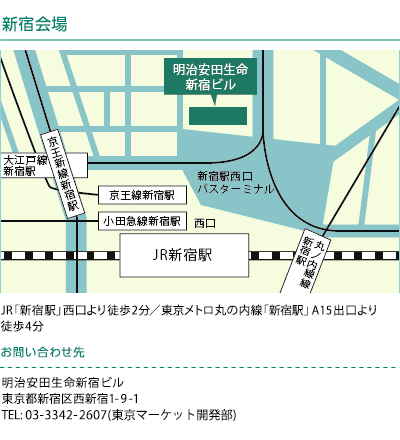 新宿会場
明治安田生命
新宿ビル
京王新線新宿駅
大江戸線
新宿駅
新宿駅西口
バスターミナル
京王線新宿駅
小田急線新宿駅
西口
JR新宿駅
丸ノ内線線
新宿駅
JR「新宿駅」西口より徒歩2分／東京メトロ丸の内線「新宿駅」A15出口より
徒歩4分
お問い合わせ先
明治安田生命新宿ビル
東京都新宿区西新宿1-9-1
TEL: 03-3342-2607(東京マーケット開発部)